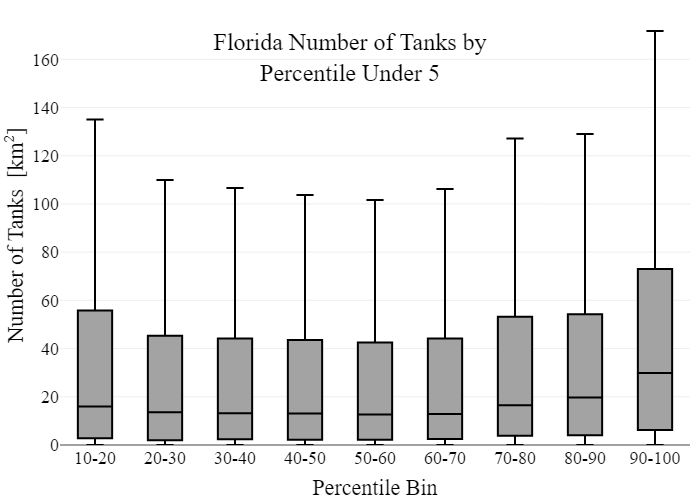 Florida Number of Tanks by
Percentile Under 5
Number of Tanks [km²]
160
140
120
100
80
60
40
20
0
10-20 20-30 30-40 40-50 50-60 60-70 70-80 80-90 90-100
Percentile Bin